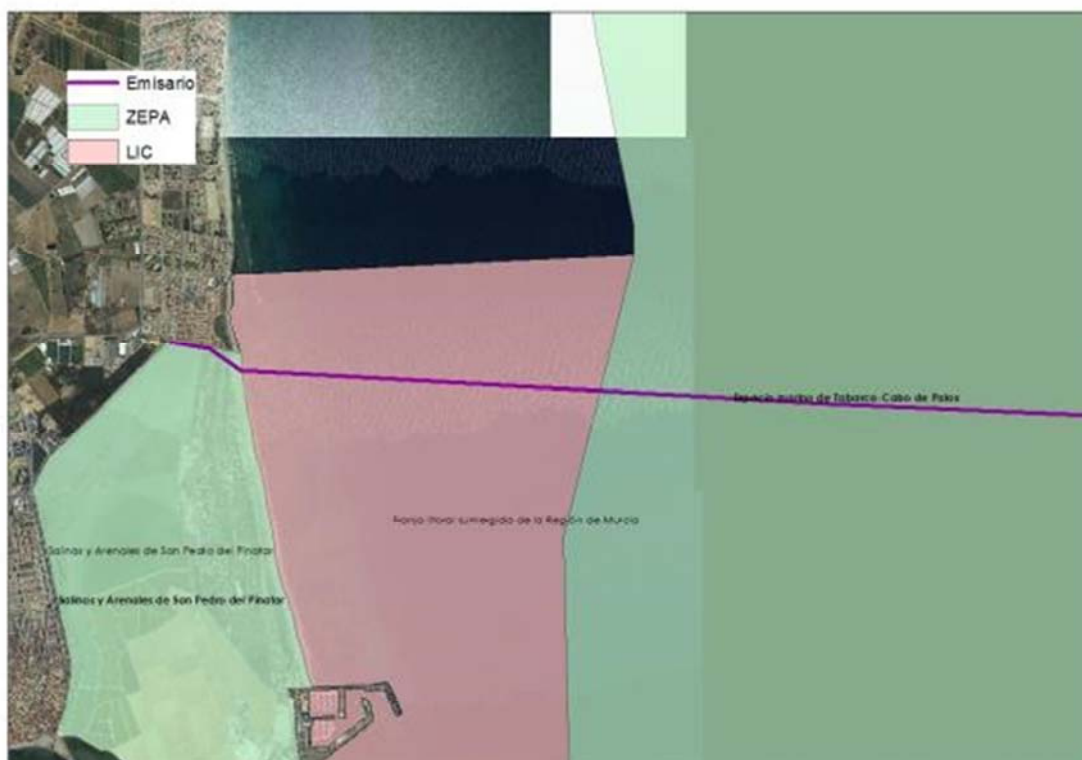 Emisario
ZEPA
LIC
Espacio marino de Tabarca-Cabo de Palos
Franja litoral sumergida de la Región de Murcia
Salinas y Arenales de San Pedro del Pinatar
Salinas y Arenales de San Pedro del Pinatar